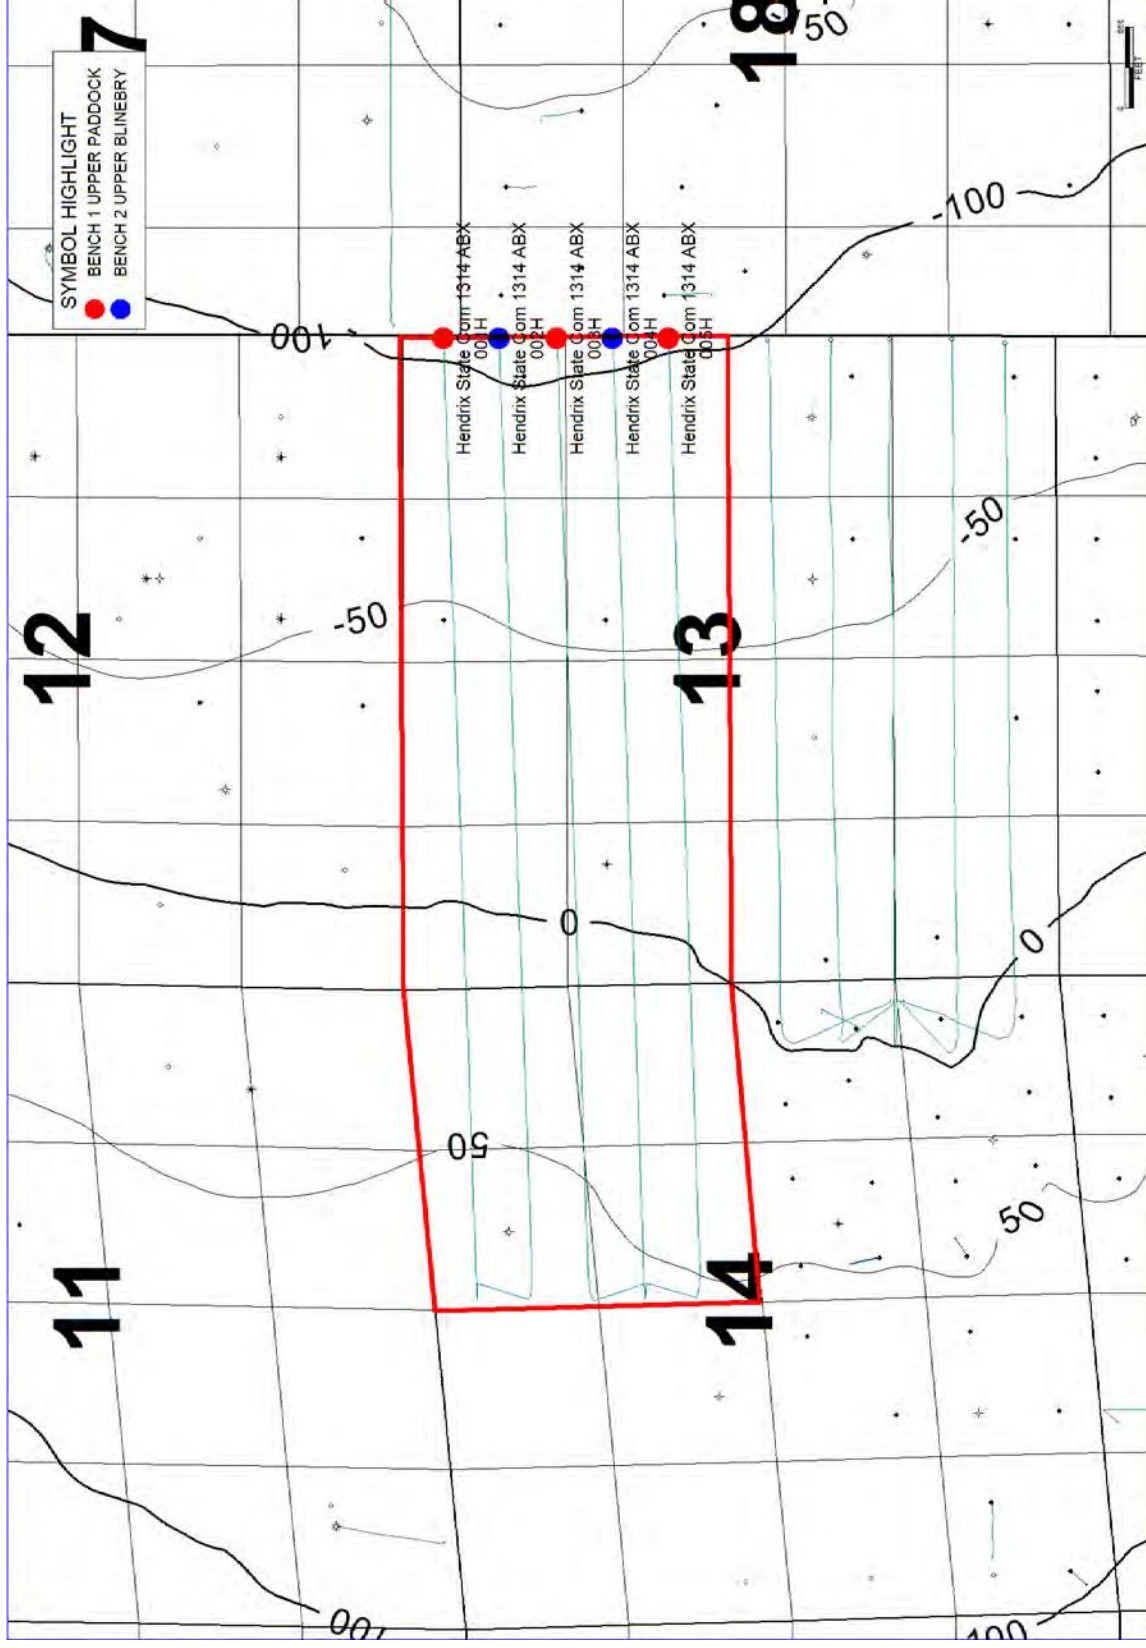 7
18
-50
SYMBOL HIGHLIGHT
BENCH 1 UPPER PADDOCK
BENCH 2 UPPER BLINEBRY
FEET
0
-100
-100
Hendrix State Com 1314 ABX
001H
Hendrix State Com 1314 ABX
002H
Hendrix State Com 1314 ABX
003H
Hendrix State Com 1314 ABX
004H
Hendrix State Com 1314 ABX
005H
-50
12
-50
13
0
0
50
50
11
14
100
100